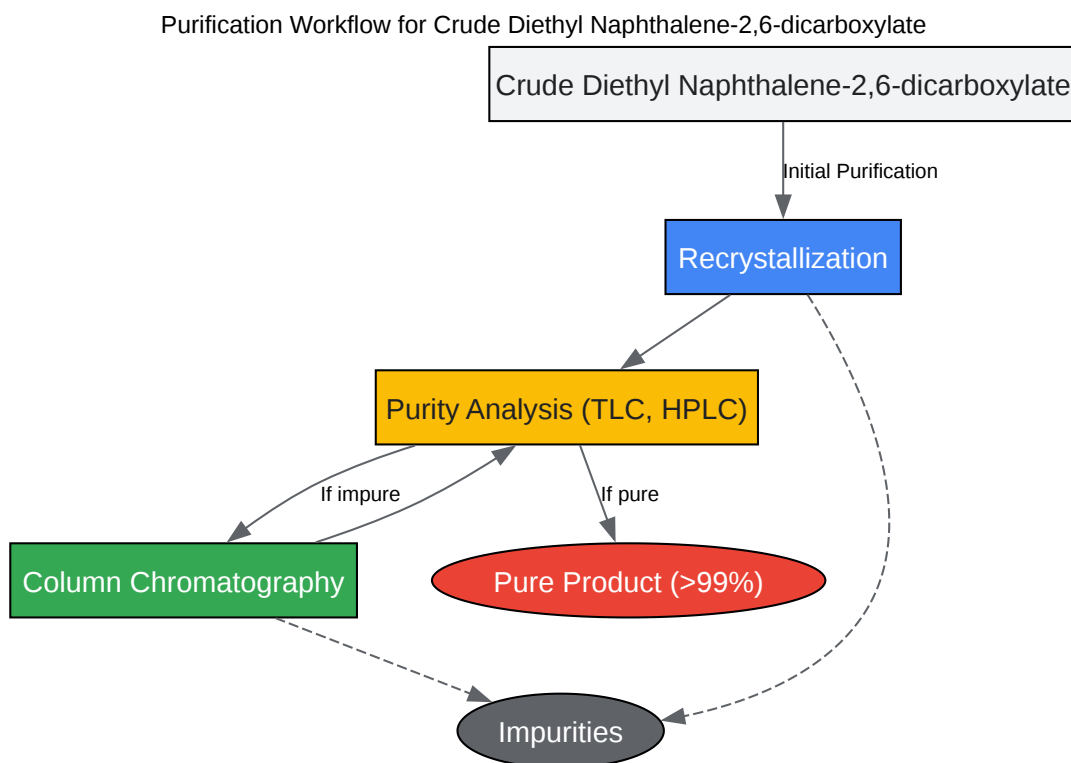 Purification Workflow for Crude Diethyl Naphthalene-2,6-dicarboxylate
Crude Diethyl Naphthalene-2,6-dicarboxylate
Initial Purification
Recrystallization
Purity Analysis (TLC, HPLC)
If impure
If pure
Column Chromatography
Pure Product (>99%)
Impurities